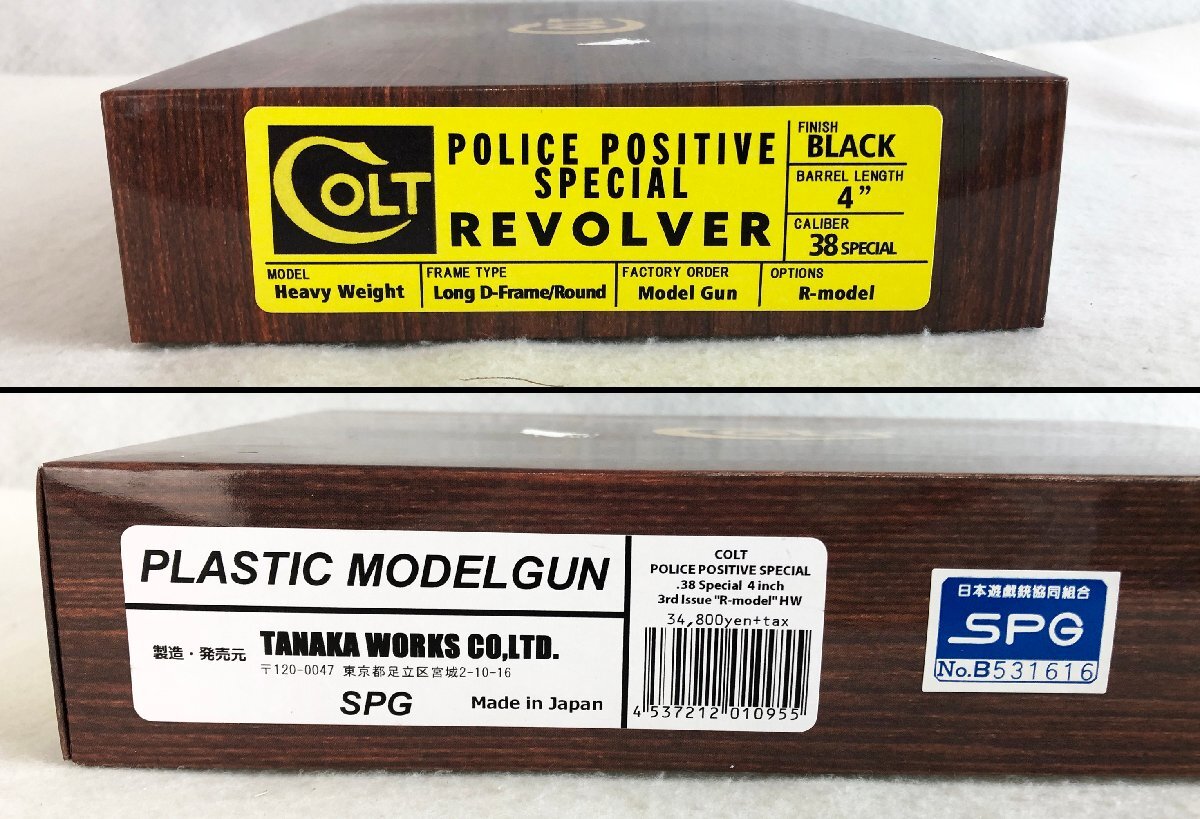 COLT
POLICE POSITIVE
SPECIAL
REVOLVER
FINISH
BLACK
BARREL LENGTH
4”
CALIBER
38 SPECIAL
MODEL
Heavy Weight
FRAME TYPE
Long D-Frame/Round
FACTORY ORDER
Model Gun
OPTIONS
R-model
PLASTIC MODELGUN
製造・発売元 TANAKA WORKS CO,LTD.
〒120-0047 東京都足立区宮城2-10-16
SPG Made in Japan
COLT
POLICE POSITIVE SPECIAL
.38 Special 4 inch
3rd Issue "R-model" HW
34,800yen+tax
4 537212 010955
日本遊戯銃協同組合
SPG
No.B531616